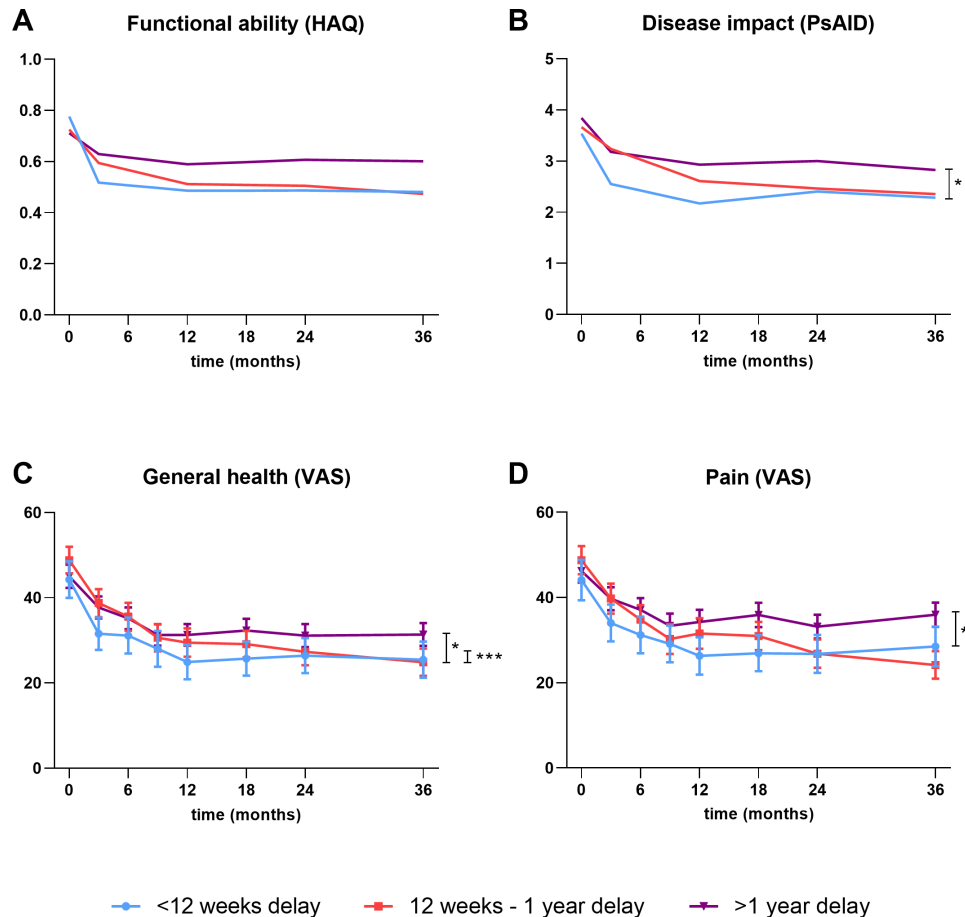 A
Functional ability (HAQ)
1.0
0.8
0.6
0.4
0.2
0.0
0 6 12 18 24 36
time (months)
B
Disease impact (PsAID)
5
4
3
2
1
0
*
0 6 12 18 24 36
time (months)
C
General health (VAS)
60
40
20
0
*
***
0 6 12 18 24 36
time (months)
D
Pain (VAS)
60
40
20
0
*
0 6 12 18 24 36
time (months)
<12 weeks delay 12 weeks - 1 year delay >1 year delay